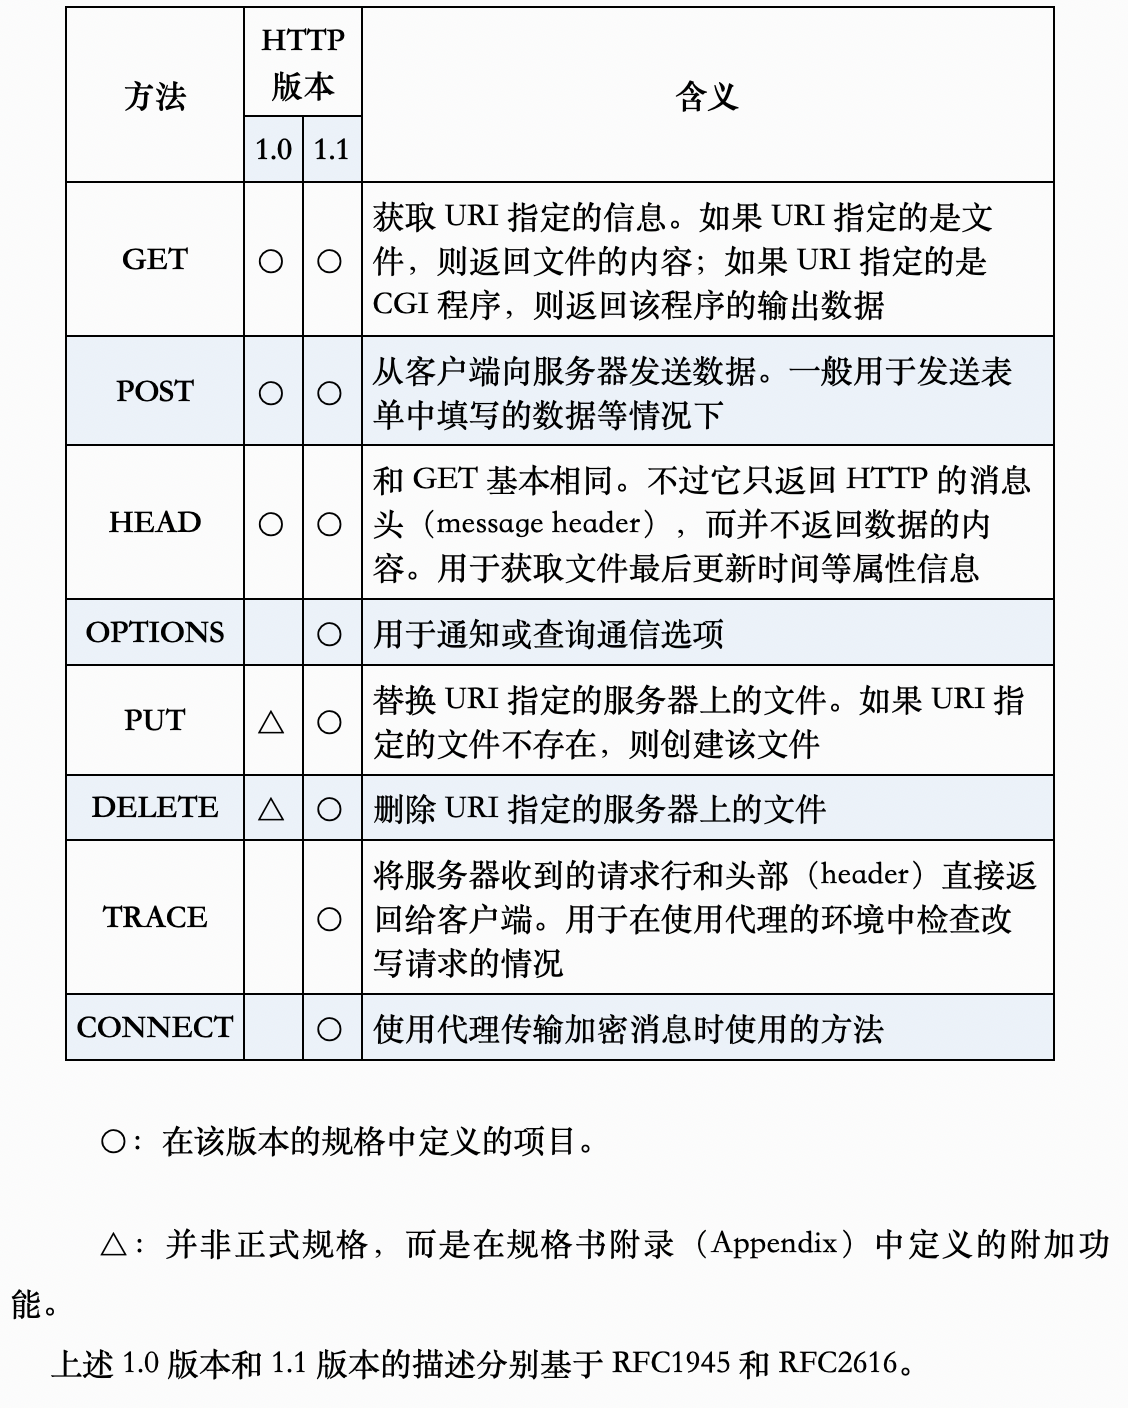 方法
HTTP
版本
含义
1.0 1.1
GET ○ ○
获取 URI 指定的信息。如果 URI 指定的是文
件，则返回文件的内容；如果 URI 指定的是
CGI 程序，则返回该程序的输出数据
POST ○ ○
从客户端向服务器发送数据。一般用于发送表
单中填写的数据等情况下
HEAD ○ ○
和 GET 基本相同。不过它只返回 HTTP 的消息
头（message header），而并不返回数据的内
容。用于获取文件最后更新时间等属性信息
OPTIONS ○ 用于通知或查询通信选项
PUT △ ○
替换 URI 指定的服务器上的文件。如果 URI 指
定的文件不存在，则创建该文件
DELETE △ ○ 删除 URI 指定的服务器上的文件
TRACE ○
将服务器收到的请求行和头部（header）直接返
回给客户端。用于在使用代理的环境中检查改
写请求的情况
CONNECT ○ 使用代理传输加密消息时使用的方法
○：在该版本的规格中定义的项目。
△：并非正式规格，而是在规格书附录（Appendix）中定义的附加功
能。
上述 1.0 版本和 1.1 版本的描述分别基于 RFC1945 和 RFC2616。